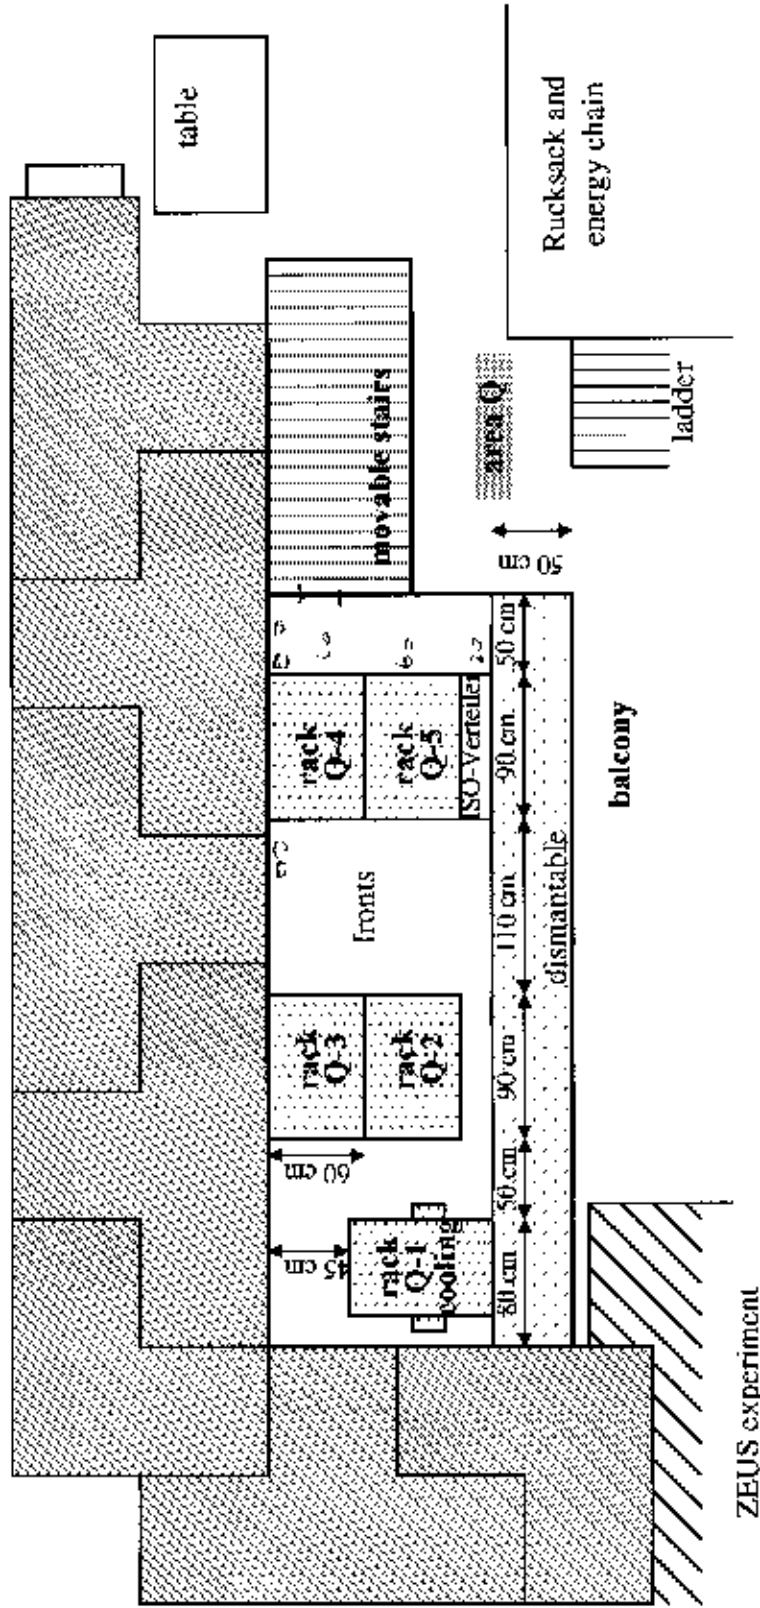 table
Rucksack and
energy chain
movable stairs
area Q
ladder
50 cm
rack
Q-4
rack
Q-5
ISO-Verteiler
50 cm
90 cm
110 cm
90 cm
50 cm
80 cm
dismantable
balcony
fronts
rack
Q-3
rack
Q-2
60 cm
45 cm
rack
Q-1
cooling
ZEUS experiment